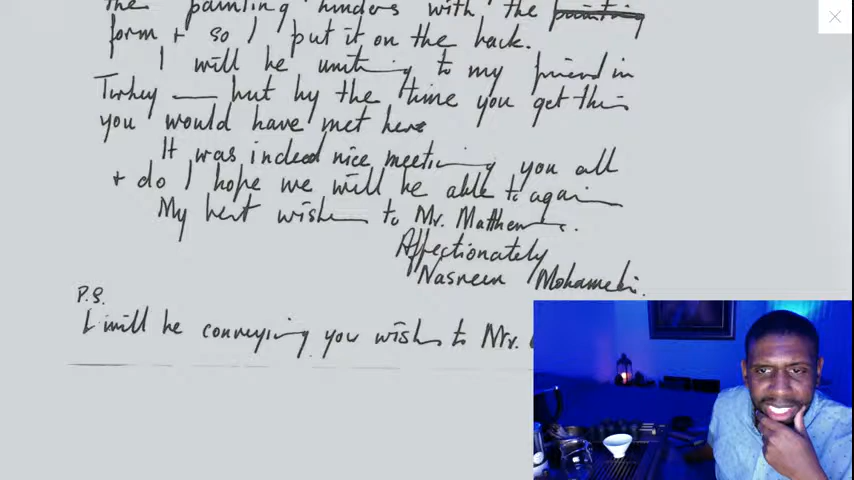 the painting hinders with the painting
form + so I put it on the back.
I will be writing to my friend in
Turkey — but by the time you get this
you would have met here
It was indeed nice meeting you all
+ do I hope we will be able to again
My best wishes to Mr. Matthews.
Affectionately
Nasreen Mohamedi.
P.S.
I will be conveying you wishes to Mr.